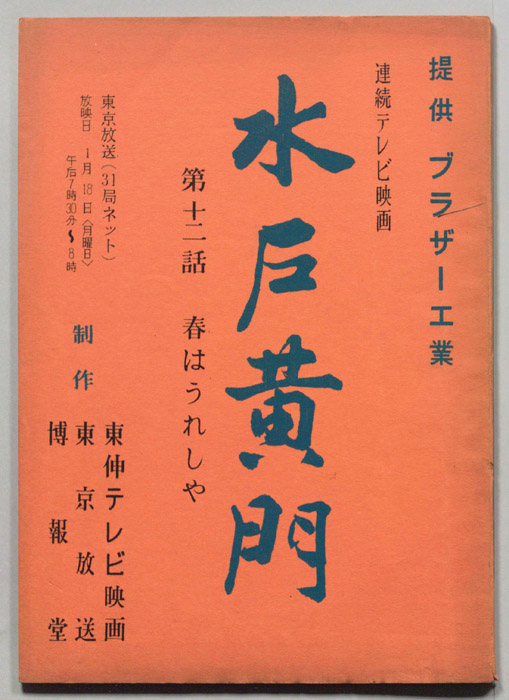 提供 ブラザー工業
連続テレビ映画
水戸黄門
第十二話 春はうれしや
東京放送(31局ネット)
放映日 1月18日〈月曜日〉
午后7時30分~8時
制作
東伸テレビ映画
東京放送
博報堂